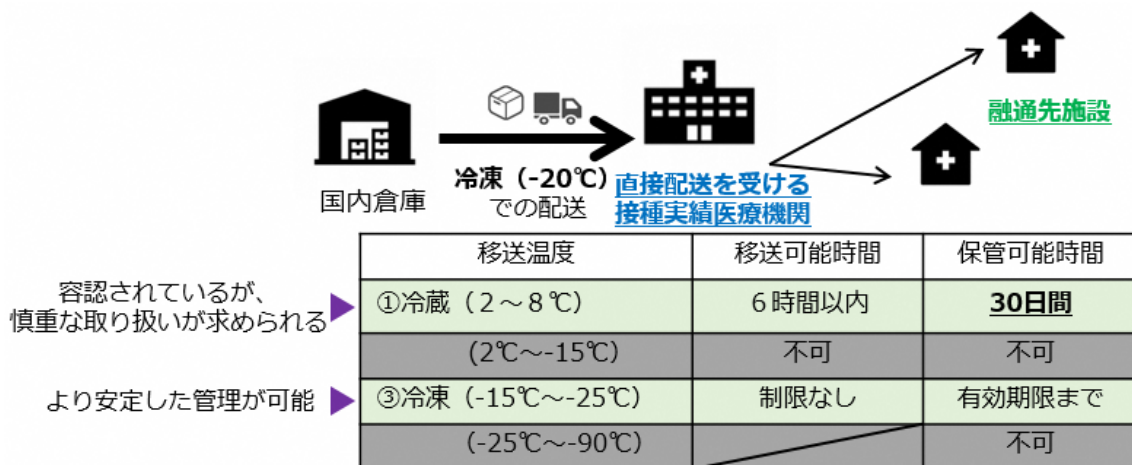 融通先施設
国内倉庫
冷凍（-20℃）
での配送
直接配送を受ける
接種実績医療機関
移送温度 移送可能時間 保管可能時間
容認されているが、
慎重な取り扱いが求められる
①冷蔵（２～８℃） ６時間以内 30日間
(2℃～-15℃) 不可 不可
より安定した管理が可能
③冷凍（-15℃～-25℃） 制限なし 有効期限まで
(-25℃～-90℃) 不可